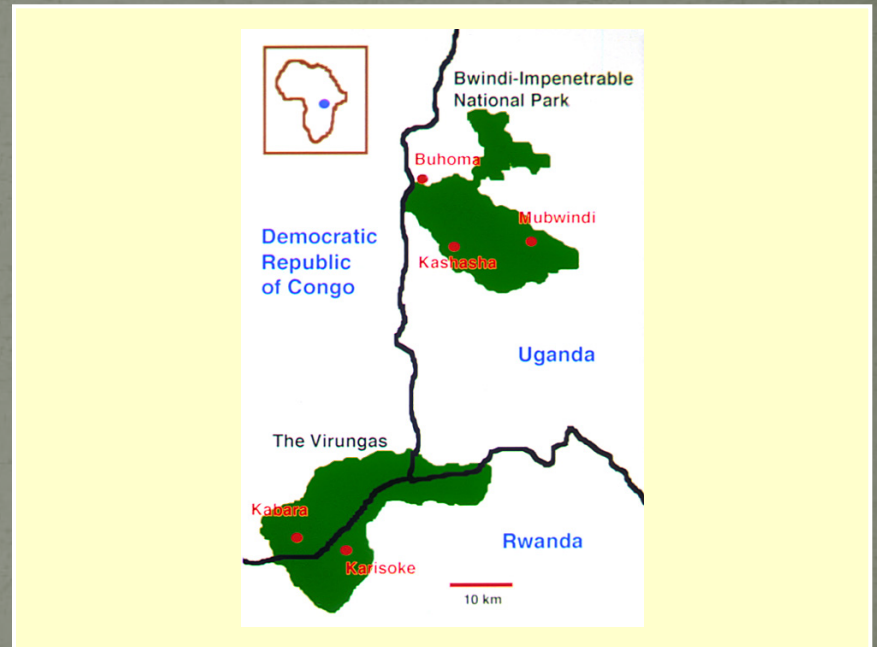 Bwindi-Impenetrable
National Park
Buhoma
Mubwindi
Kashasha
Democratic
Republic
of Congo
Uganda
The Virungas
Kabara
Karisoke
Rwanda
10 km